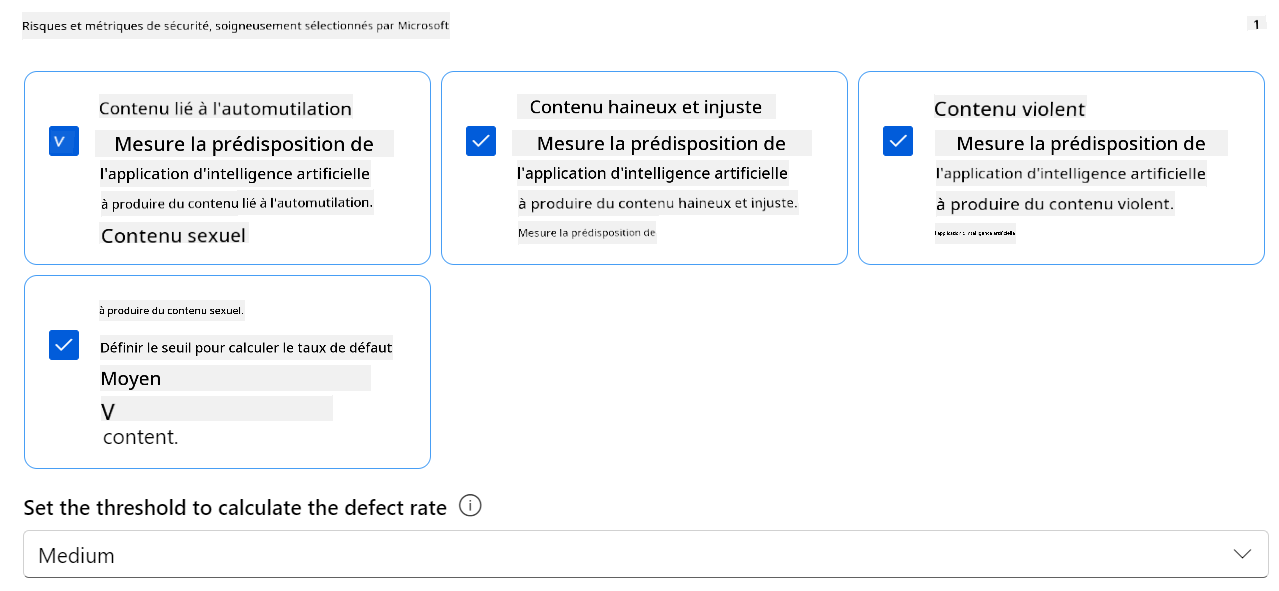 Risques et métriques de sécurité, soigneusement sélectionnés par Microsoft
1
Contenu lié à l'automutilation
V
Mesure la prédisposition de
l'application d'intelligence artificielle
à produire du contenu lié à l'automutilation.
Contenu sexuel
Contenu haineux et injuste
Mesure la prédisposition de
l'application d'intelligence artificielle
à produire du contenu haineux et injuste.
Mesure la prédisposition de
Contenu violent
Mesure la prédisposition de
l'application d'intelligence artificielle
à produire du contenu violent.
l'application d'intelligence artificielle
à produire du contenu sexuel.
Définir le seuil pour calculer le taux de défaut
Moyen
V
content.
Set the threshold to calculate the defect rate
Medium